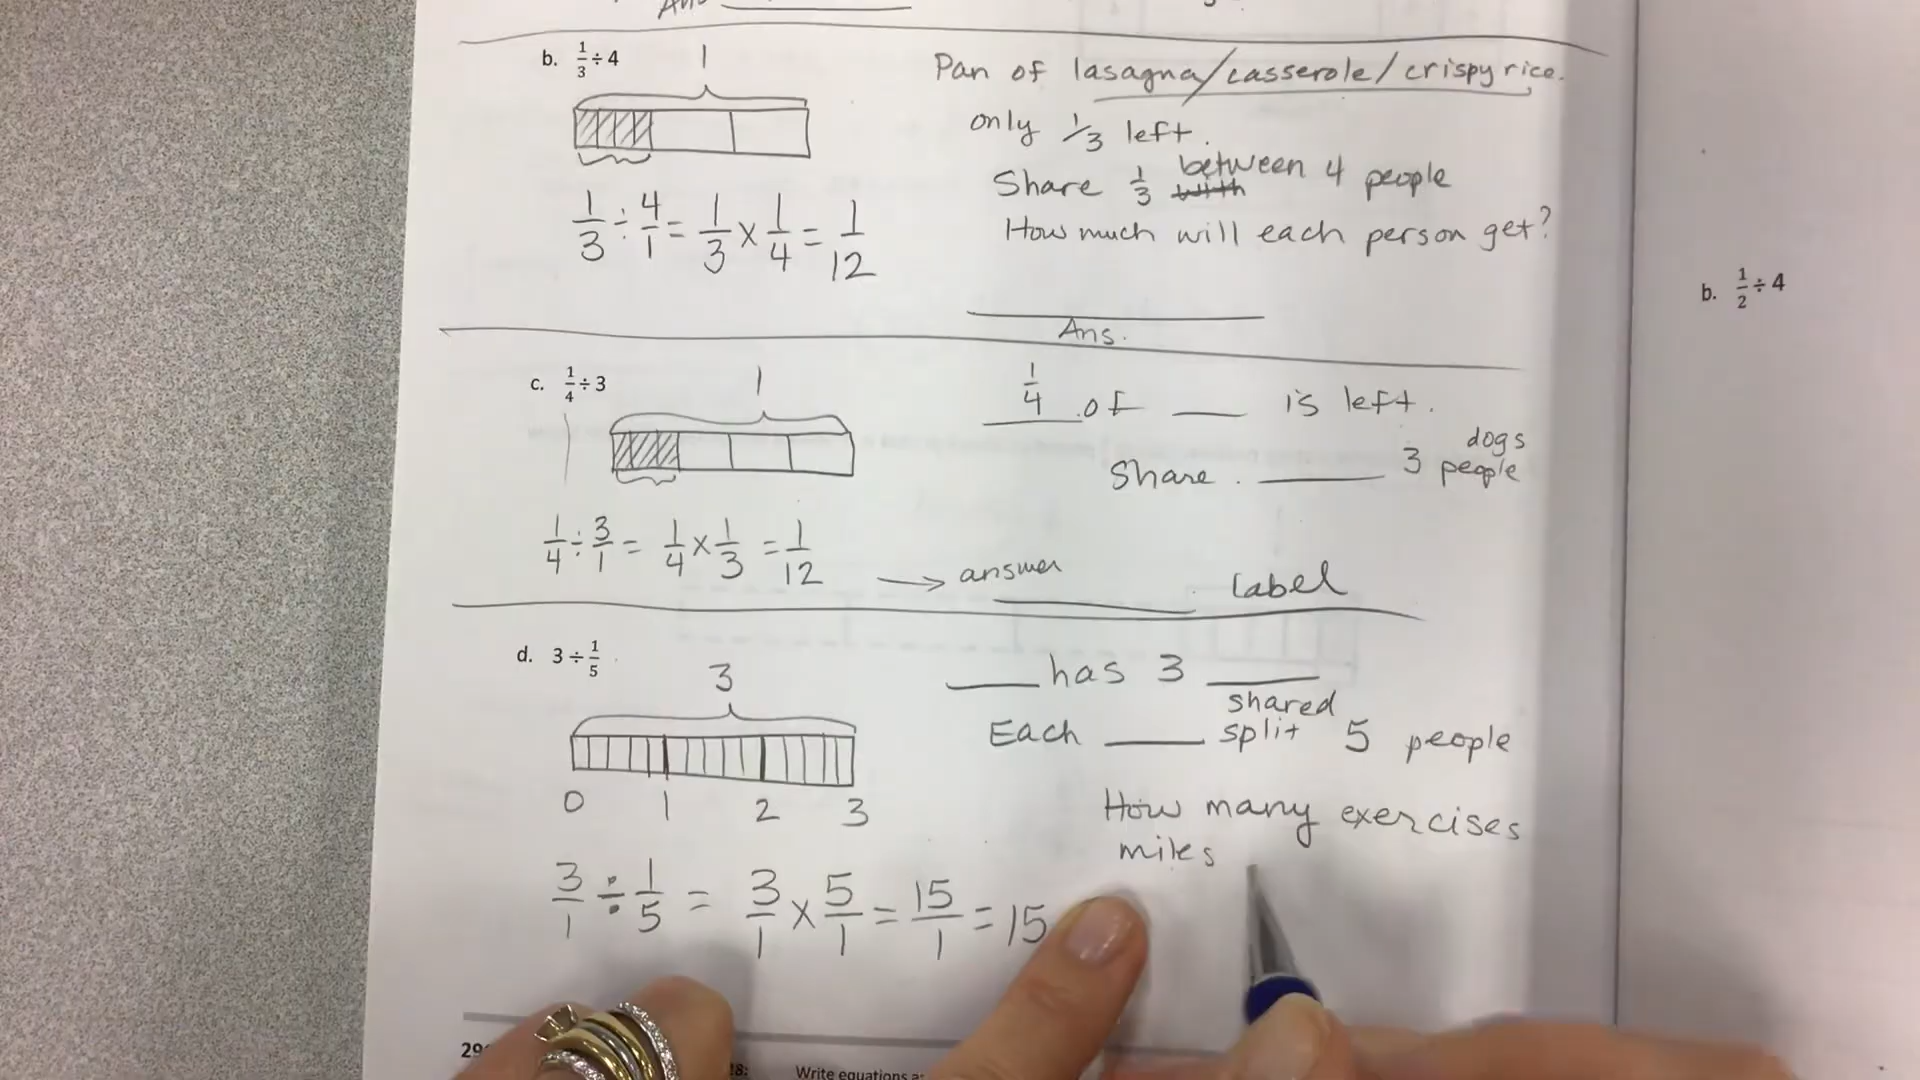 b. 1/3 ÷ 4
1
Pan of lasagna/casserole/crispy rice.
only 1/3 left.
Share 1/3 with between 4 people
How much will each person get?
1/3 ÷ 4/1 = 1/3 × 1/4 = 1/12
Ans.
c. 1/4 ÷ 3
1
1/4 of ___ is left.
dogs
Share. ___ 3 people
1/4 ÷ 3/1 = 1/4 × 1/3 = 1/12
→ answer ___ label
d. 3 ÷ 1/5
3
___ has 3 ___
shared
Each ___ split 5 people
0 1 2 3
How many exercises
miles
3/1 ÷ 1/5 = 3/1 × 5/1 = 15/1 = 15
Write equations
b. 1/2 ÷ 4